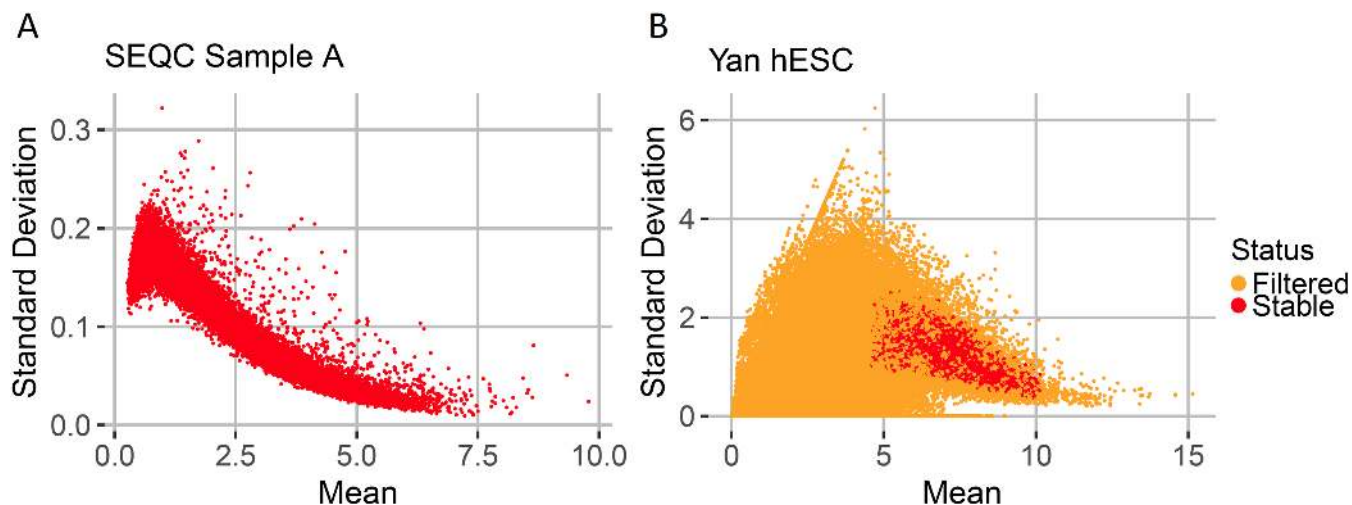 A
SEQC Sample A
Standard Deviation
0.3
0.2
0.1
0.0
0.0 2.5 5.0 7.5 10.0
Mean
B
Yan hESC
Standard Deviation
6
4
2
0
0 5 10 15
Mean
Status
Filtered
Stable